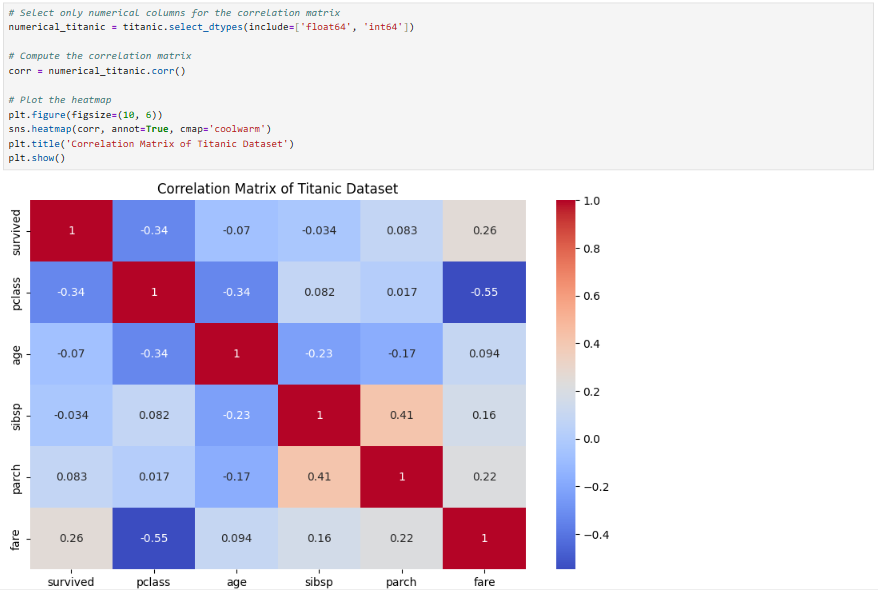 # Select only numerical columns for the correlation matrix
numerical_titanic = titanic.select_dtypes(include=['float64', 'int64'])
# Compute the correlation matrix
corr = numerical_titanic.corr()
# Plot the heatmap
plt.figure(figsize=(10, 6))
sns.heatmap(corr, annot=True, cmap='coolwarm')
plt.title('Correlation Matrix of Titanic Dataset')
plt.show()
Correlation Matrix of Titanic Dataset
survived 1 -0.34 -0.07 -0.034 0.083 0.26
pclass -0.34 1 -0.34 0.082 0.017 -0.55
age -0.07 -0.34 1 -0.23 -0.17 0.094
sibsp -0.034 0.082 -0.23 1 0.41 0.16
parch 0.083 0.017 -0.17 0.41 1 0.22
fare 0.26 -0.55 0.094 0.16 0.22 1
survived pclass age sibsp parch fare
1.0
0.8
0.6
0.4
0.2
0.0
−0.2
−0.4